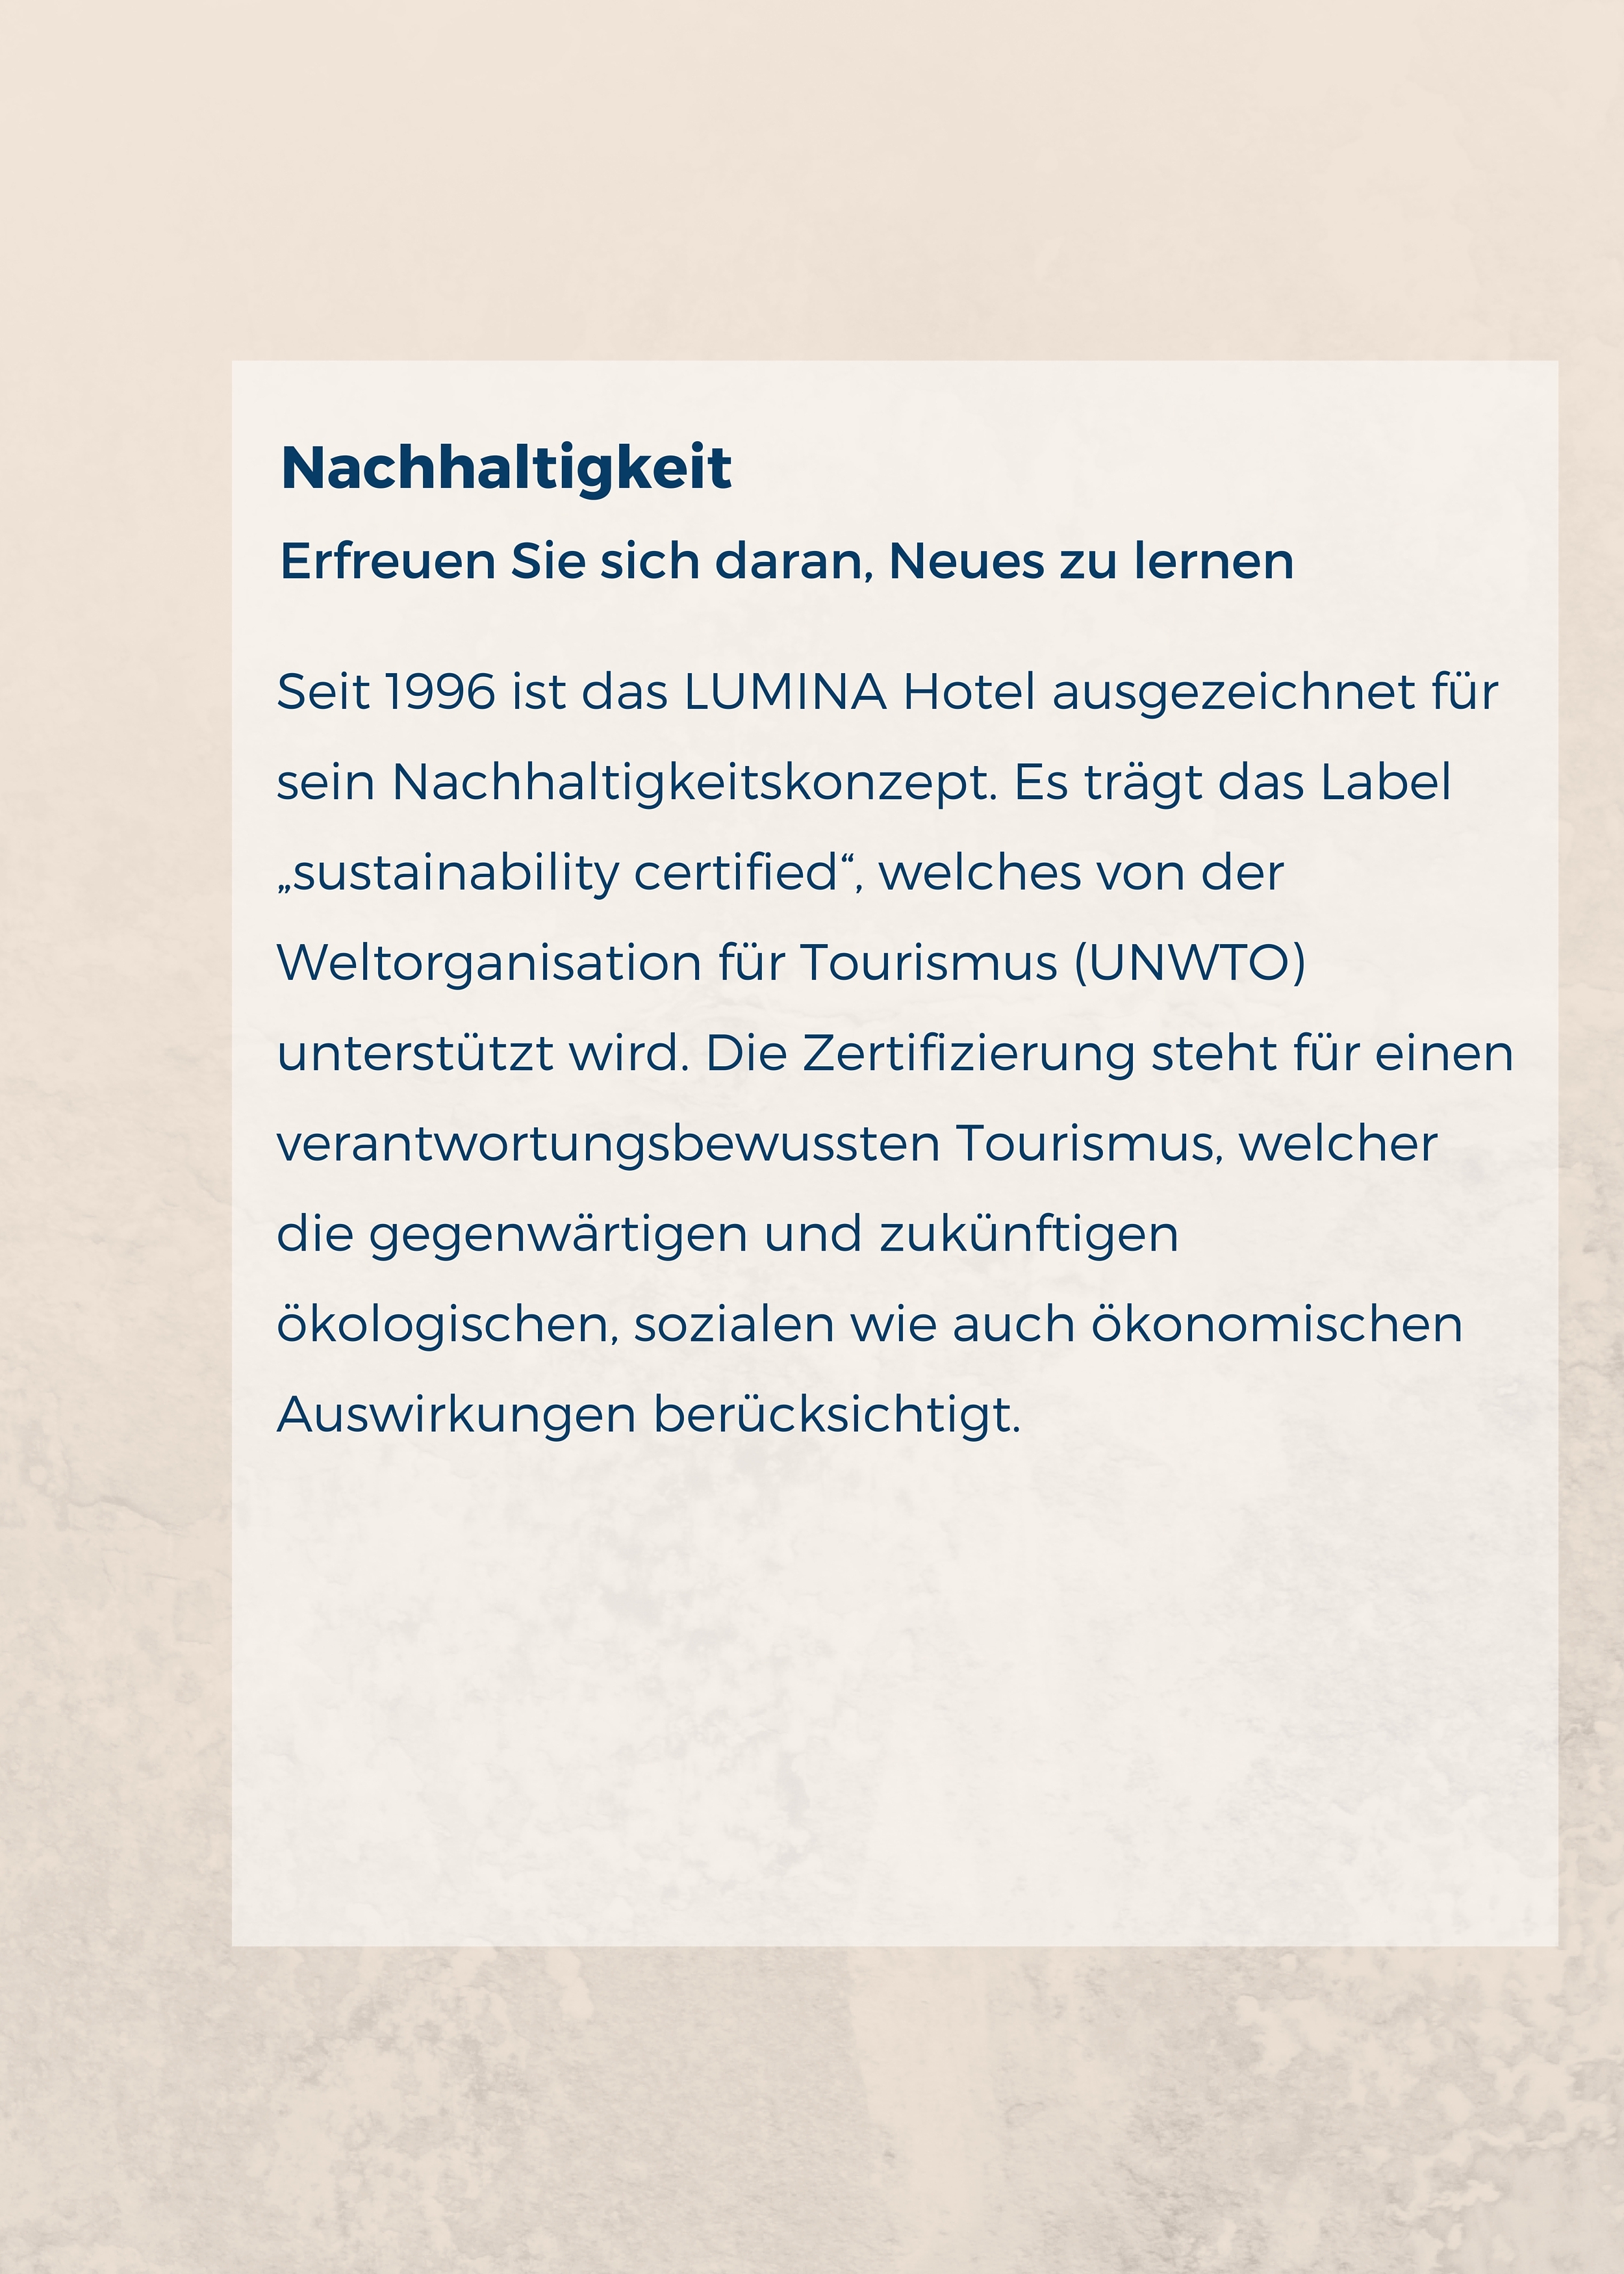 Nachhaltigkeit
Erfreuen Sie sich daran, Neues zu lernen
Seit 1996 ist das LUMINA Hotel ausgezeichnet für
sein Nachhaltigkeitskonzept. Es trägt das Label
„sustainability certified“, welches von der
Weltorganisation für Tourismus (UNWTO)
unterstützt wird. Die Zertifizierung steht für einen
verantwortungsbewussten Tourismus, welcher
die gegenwärtigen und zukünftigen
ökologischen, sozialen wie auch ökonomischen
Auswirkungen berücksichtigt.